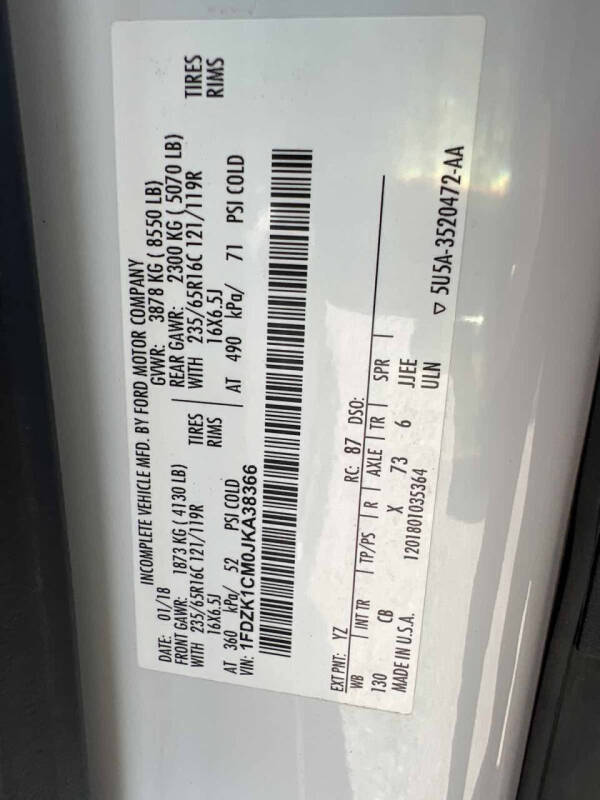 INCOMPLETE VEHICLE MFD. BY FORD MOTOR COMPANY
DATE: 01/18 GVWR: 3878 KG ( 8550 LB)
FRONT GAWR: 1873 KG ( 4130 LB) REAR GAWR: 2300 KG ( 5070 LB)
WITH 235/65R16C 121/119R TIRES WITH 235/65R16C 121/119R TIRES
16X6.5J RIMS 16X6.5J RIMS
AT 360 kPa/ 52 PSI COLD AT 490 kPa/ 71 PSI COLD
VIN: 1FDZK1CM0JKA38366
EXT PNT: YZ RC: 87 DSO:
WB | INT TR | TP/PS | R | AXLE | TR | SPR |
130 CB X 73 6 JJEE
MADE IN U.S.A. 1201801035364 ULN
▽ 5U5A-3520472-AA